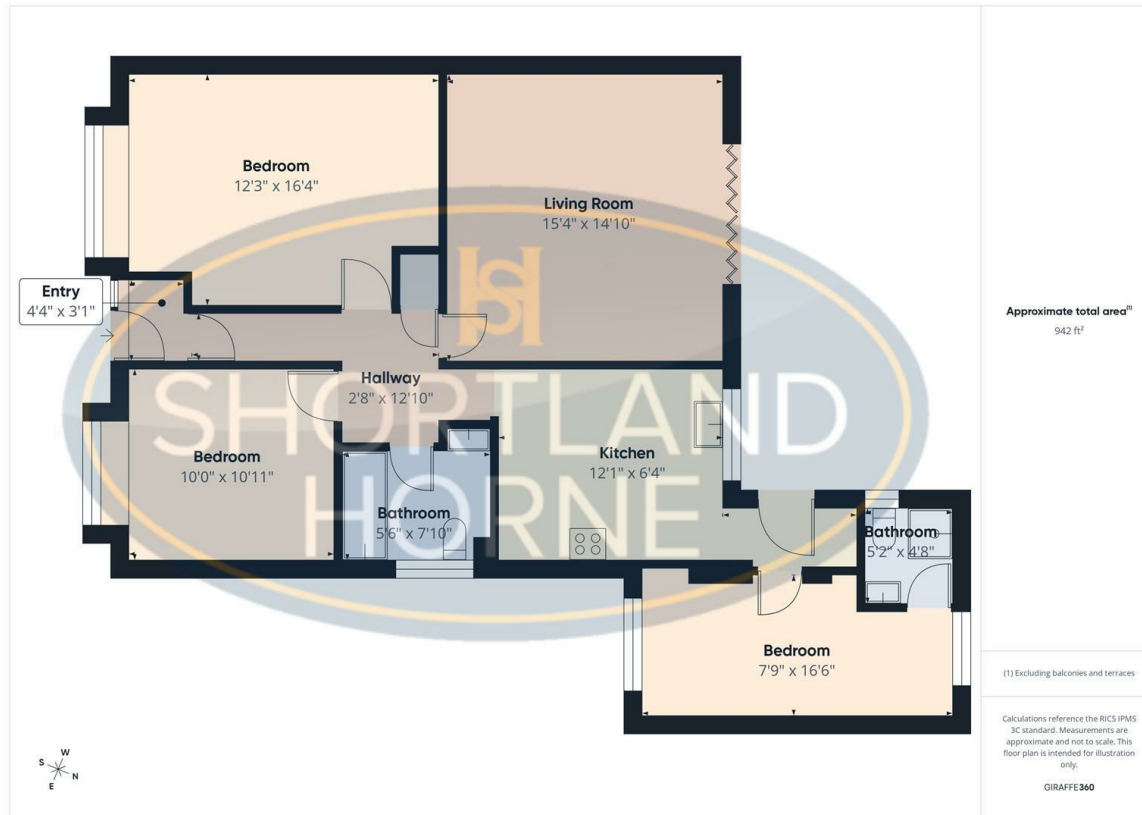 Bedroom
12'3" x 16'4"
Living Room
15'4" x 14'10"
Entry
4'4" x 3'1"
Hallway
2'8" x 12'10"
Bedroom
10'0" x 10'11"
Kitchen
12'1" x 6'4"
Bathroom
5'6" x 7'10"
Bathroom
5'2" x 4'8"
Bedroom
7'9" x 16'6"
SH
SHORTLAND
HORNE
W
S
N
E
Approximate total area(1)
942 ft²
(1) Excluding balconies and terraces
Calculations reference the RICS IPMS
3C standard. Measurements are
approximate and not to scale. This
floor plan is intended for illustration
only.
GIRAFFE360